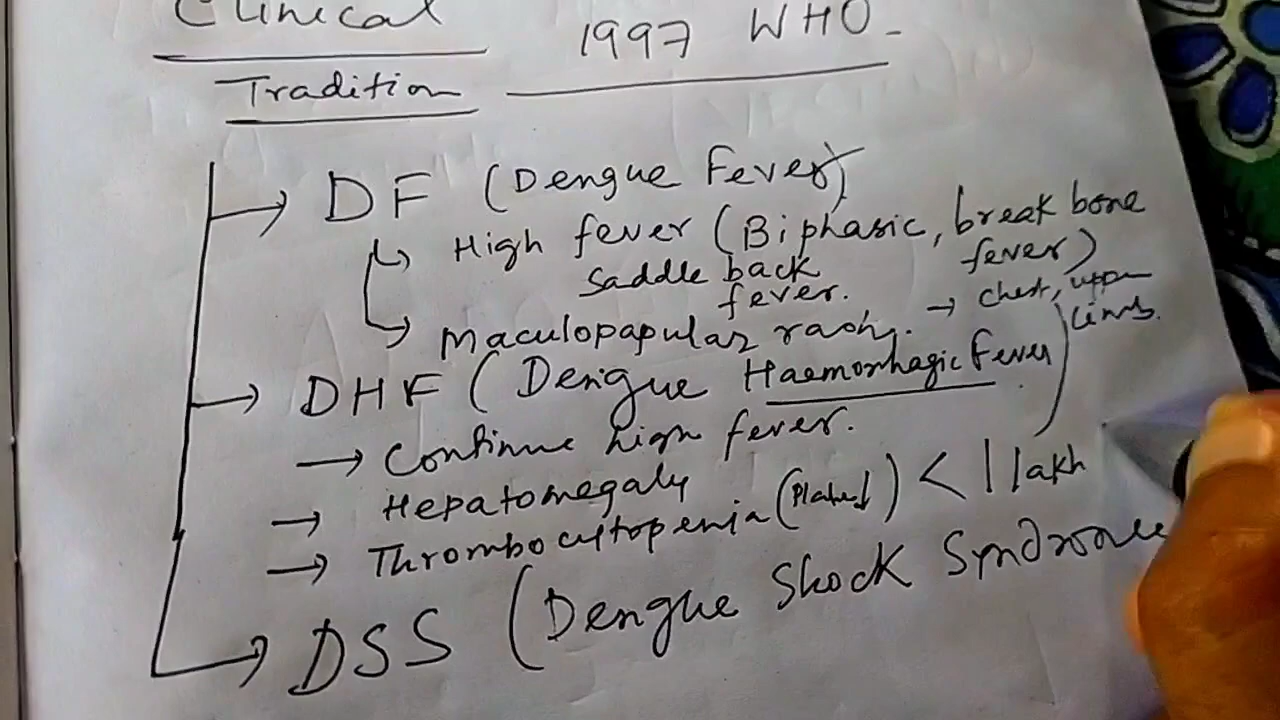 Clinical
Tradition 1997 WHO
DF (Dengue Fever)
High fever (Biphasic, break bone
fever)
Saddle back
fever.
Maculopapular rash. → chest, upper
limbs.
DHF (Dengue Haemorrhagic Fever
→ Continue high fever.
→ Hepatomegaly
→ Thrombocytopenia (Platelet↓) < 1 lakh
DSS (Dengue Shock Syndrome